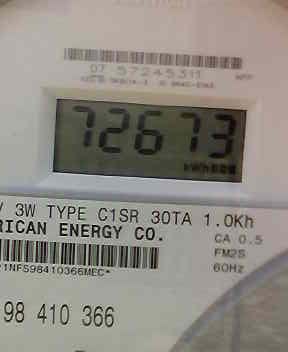 07 57245311
72673
kWh
V 3W TYPE C1SR 30TA 1.0Kh
RICAN ENERGY CO.
CA 0.5
FM2S
60Hz
1NFS98410366MEC*
98 410 366